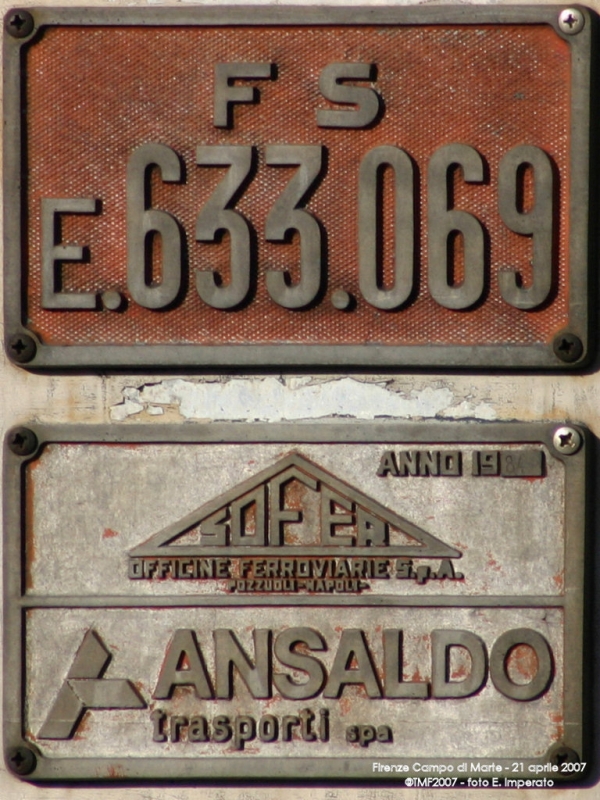 FS
E.633.069
ANNO 19
SOFER
OFFICINE FERROVIARIE S.p.A.
POZZUOLI-NAPOLI-
ANSALDO
trasporti spa
Firenze Campo di Marte - 21 aprile 2007
@TMF2007 - foto E. Imperato